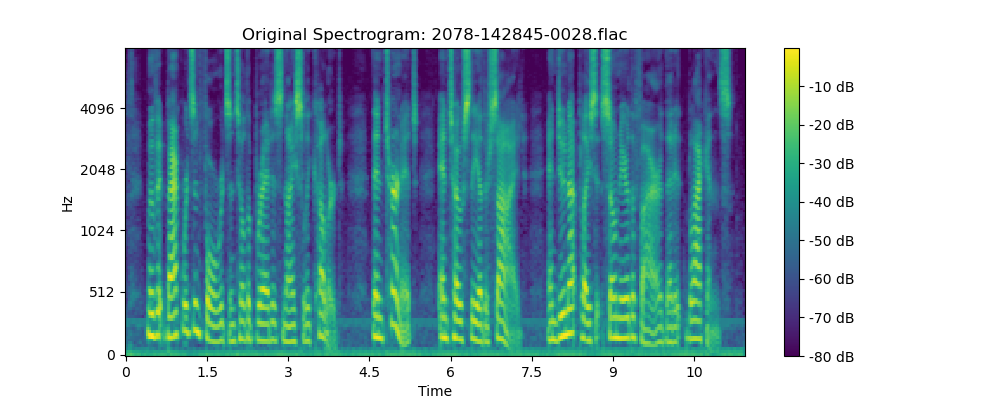 Original Spectrogram: 2078-142845-0028.flac
Hz
4096
2048
1024
512
0
0 1.5 3 4.5 6 7.5 9 10
Time
-10 dB
-20 dB
-30 dB
-40 dB
-50 dB
-60 dB
-70 dB
-80 dB